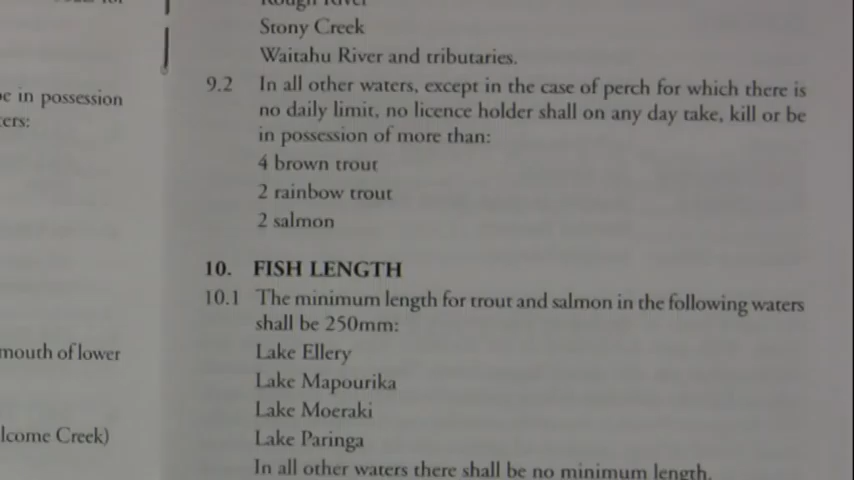 be in possession
mouth of lower
lcome Creek)
Rough River
Stony Creek
Waitahu River and tributaries.
9.2 In all other waters, except in the case of perch for which there is
no daily limit, no licence holder shall on any day take, kill or be
in possession of more than:
4 brown trout
2 rainbow trout
2 salmon
10. FISH LENGTH
10.1 The minimum length for trout and salmon in the following waters
shall be 250mm:
Lake Ellery
Lake Mapourika
Lake Moeraki
Lake Paringa
In all other waters there shall be no minimum length.